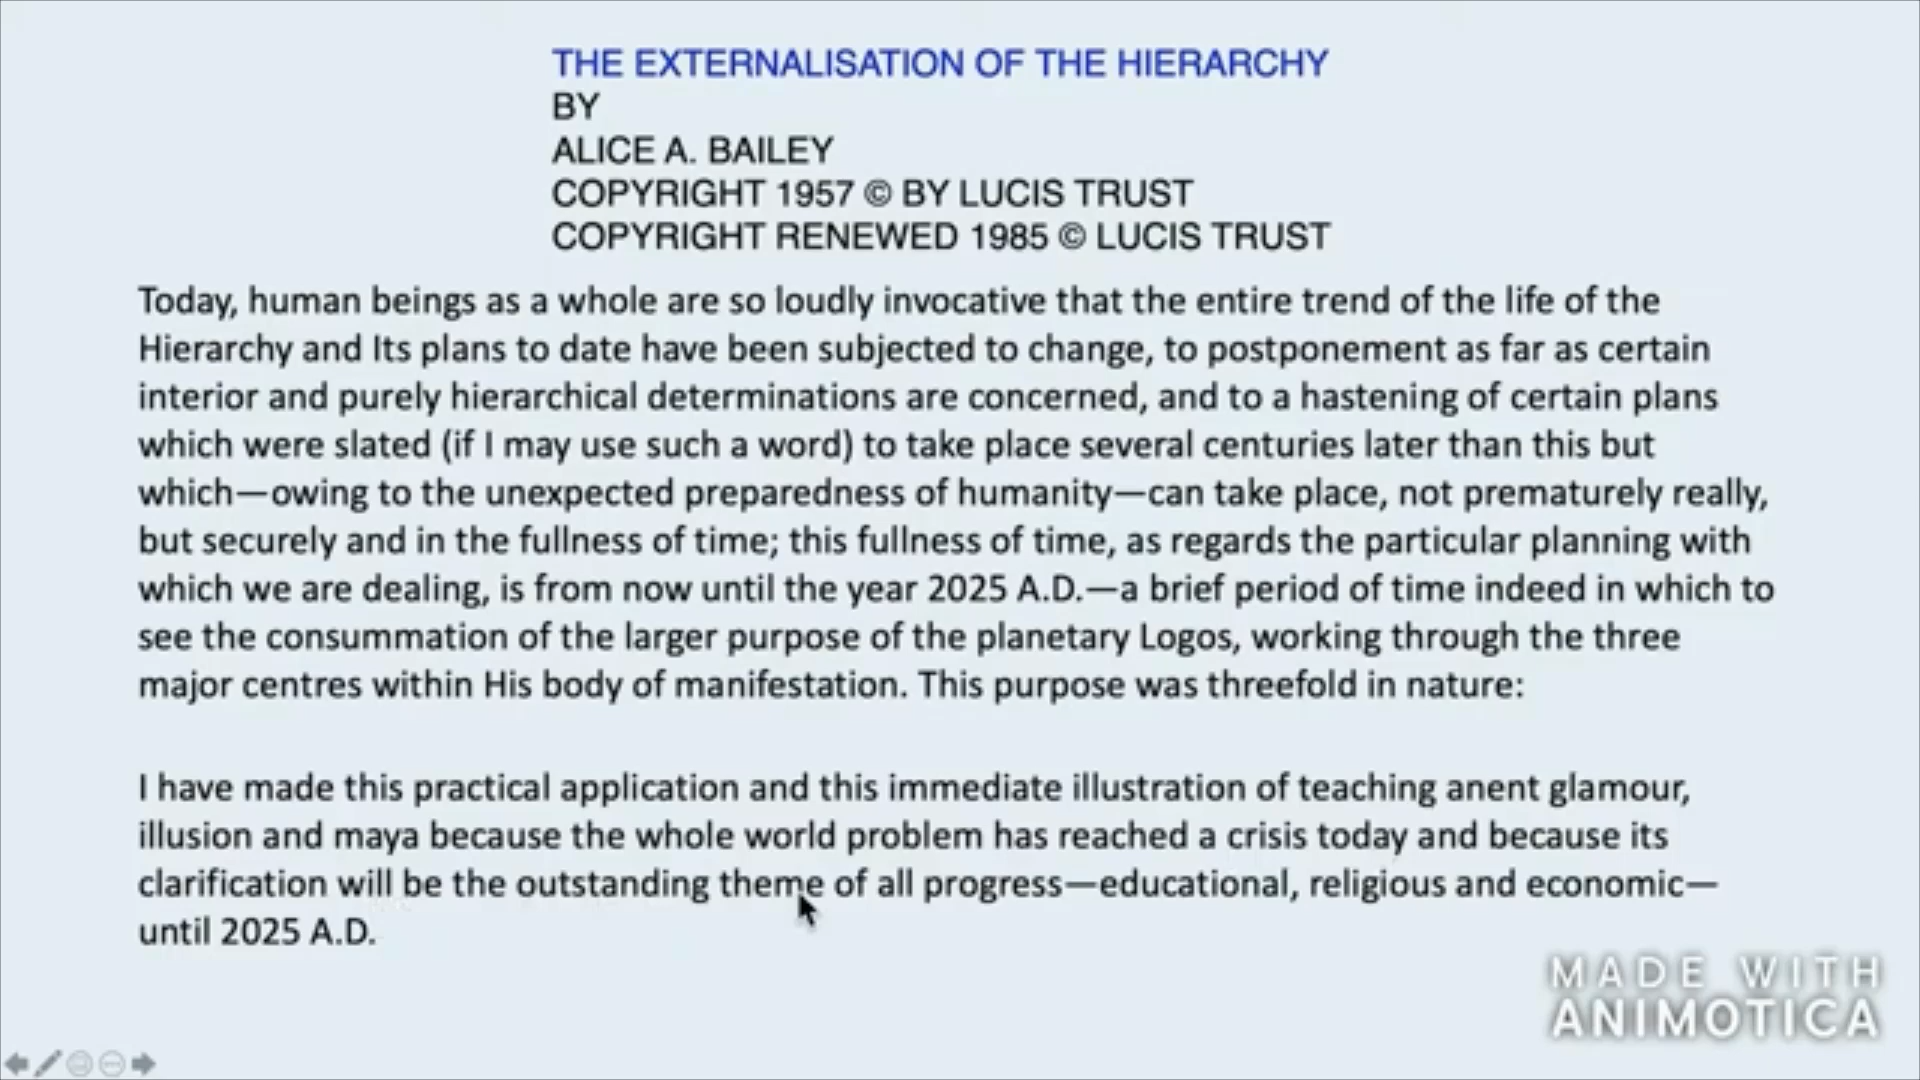 THE EXTERNALISATION OF THE HIERARCHY
BY
ALICE A. BAILEY
COPYRIGHT 1957 © BY LUCIS TRUST
COPYRIGHT RENEWED 1985 © LUCIS TRUST
Today, human beings as a whole are so loudly invocative that the entire trend of the life of the
Hierarchy and Its plans to date have been subjected to change, to postponement as far as certain
interior and purely hierarchical determinations are concerned, and to a hastening of certain plans
which were slated (if I may use such a word) to take place several centuries later than this but
which—owing to the unexpected preparedness of humanity—can take place, not prematurely really,
but securely and in the fullness of time; this fullness of time, as regards the particular planning with
which we are dealing, is from now until the year 2025 A.D.—a brief period of time indeed in which to
see the consummation of the larger purpose of the planetary Logos, working through the three
major centres within His body of manifestation. This purpose was threefold in nature:
I have made this practical application and this immediate illustration of teaching anent glamour,
illusion and maya because the whole world problem has reached a crisis today and because its
clarification will be the outstanding theme of all progress—educational, religious and economic—
until 2025 A.D.
MADE WITH
ANIMOTICA